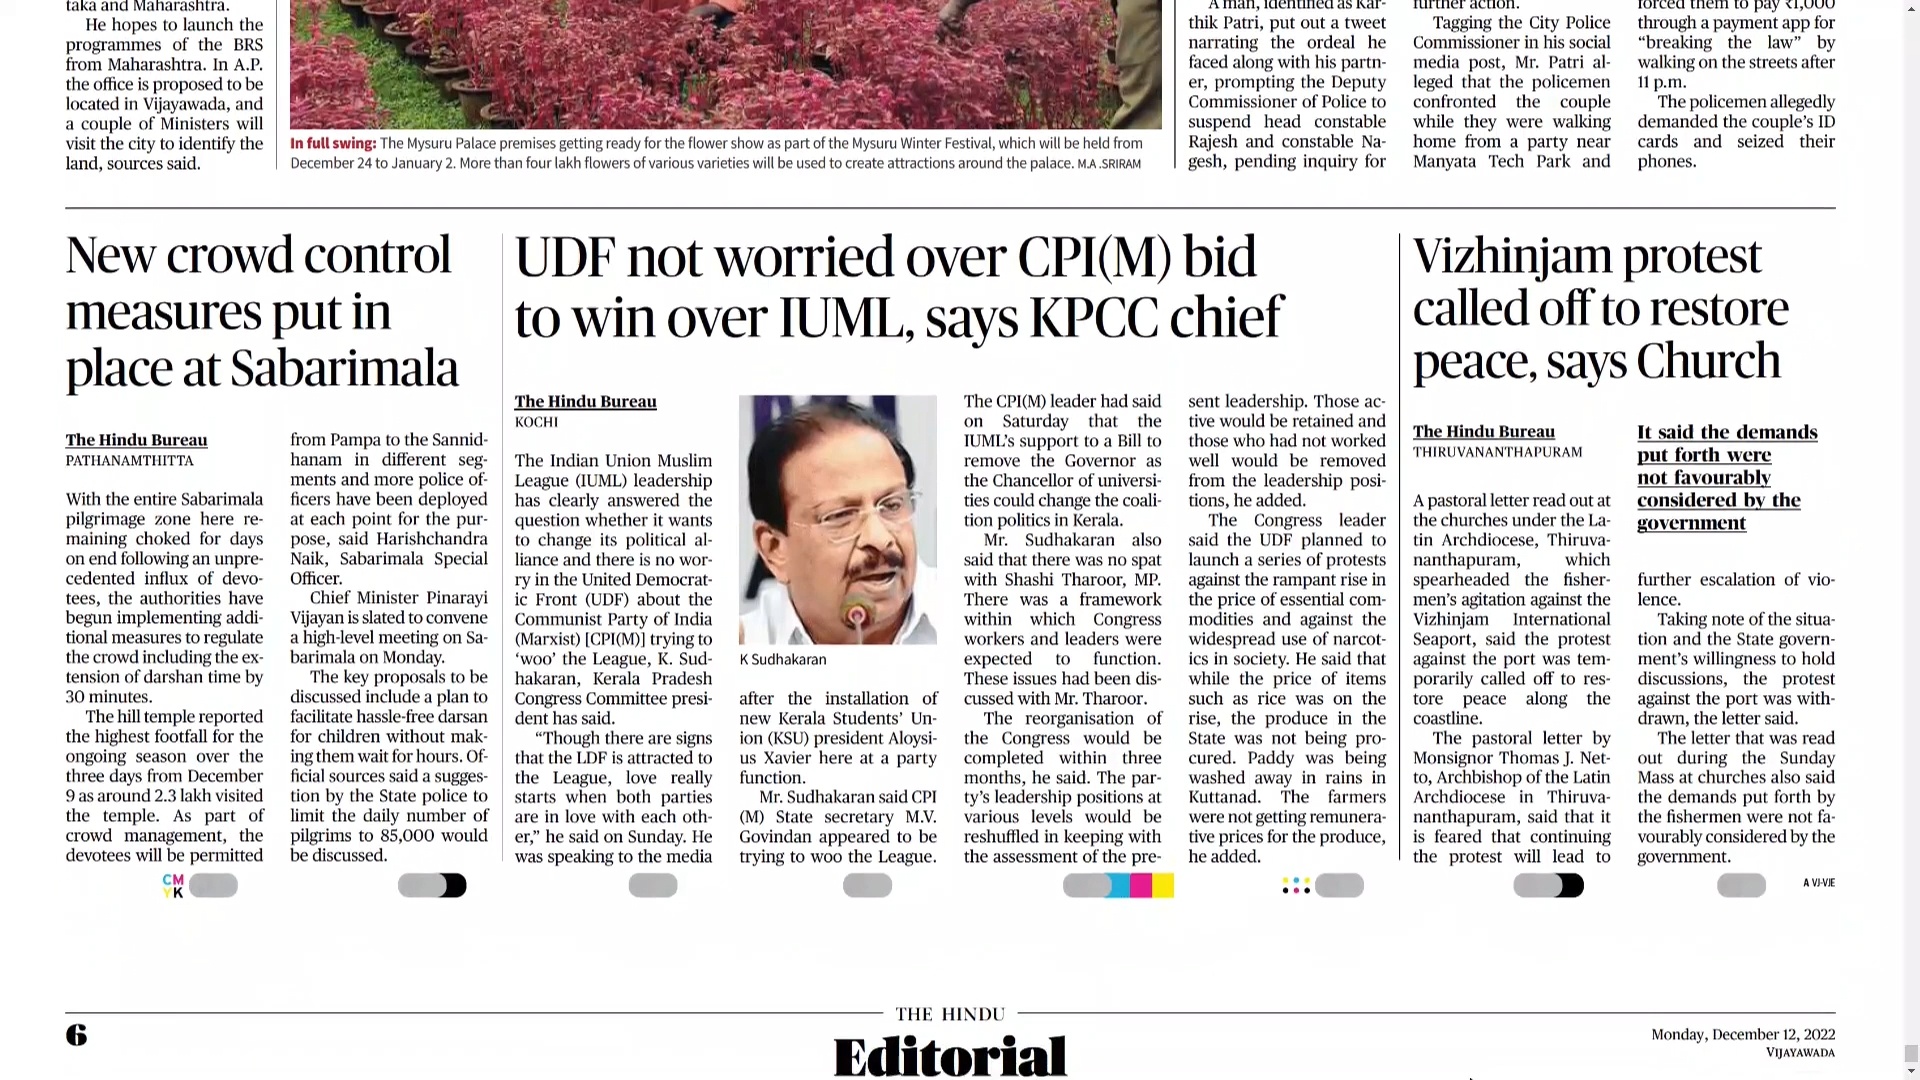 taka and Maharashtra.
He hopes to launch the
programmes of the BRS
from Maharashtra. In A.P.
the office is proposed to be
located in Vijayawada, and
a couple of Ministers will
visit the city to identify the
land, sources said.
In full swing: The Mysuru Palace premises getting ready for the flower show as part of the Mysuru Winter Festival, which will be held from
December 24 to January 2. More than four lakh flowers of various varieties will be used to create attractions around the palace. M.A .SRIRAM
A man, identified as Kar-
thik Patri, put out a tweet
narrating the ordeal he
faced along with his partn-
er, prompting the Deputy
Commissioner of Police to
suspend head constable
Rajesh and constable Na-
gesh, pending inquiry for
further action.
Tagging the City Police
Commissioner in his social
media post, Mr. Patri al-
leged that the policemen
confronted the couple
while they were walking
home from a party near
Manyata Tech Park and
forced them to pay ₹1,000
through a payment app for
“breaking the law” by
walking on the streets after
11 p.m.
The policemen allegedly
demanded the couple’s ID
cards and seized their
phones.
New crowd control
measures put in
place at Sabarimala
The Hindu Bureau
PATHANAMTHITTA
With the entire Sabarimala
pilgrimage zone here re-
maining choked for days
on end following an unpre-
cedented influx of devo-
tees, the authorities have
begun implementing addi-
tional measures to regulate
the crowd including the ex-
tension of darshan time by
30 minutes.
The hill temple reported
the highest footfall for the
ongoing season over the
three days from December
9 as around 2.3 lakh visited
the temple. As part of
crowd management, the
devotees will be permitted
from Pampa to the Sannid-
hanam in different seg-
ments and more police of-
ficers have been deployed
at each point for the pur-
pose, said Harishchandra
Naik, Sabarimala Special
Officer.
Chief Minister Pinarayi
Vijayan is slated to convene
a high-level meeting on Sa-
barimala on Monday.
The key proposals to be
discussed include a plan to
facilitate hassle-free darsan
for children without mak-
ing them wait for hours. Of-
ficial sources said a sugges-
tion by the State police to
limit the daily number of
pilgrims to 85,000 would
be discussed.
UDF not worried over CPI(M) bid
to win over IUML, says KPCC chief
The Hindu Bureau
KOCHI
The Indian Union Muslim
League (IUML) leadership
has clearly answered the
question whether it wants
to change its political al-
liance and there is no wor-
ry in the United Democrat-
ic Front (UDF) about the
Communist Party of India
(Marxist) [CPI(M)] trying to
‘woo’ the League, K. Sud-
hakaran, Kerala Pradesh
Congress Committee presi-
dent has said.
“Though there are signs
that the LDF is attracted to
the League, love really
starts when both parties
are in love with each oth-
er,” he said on Sunday. He
was speaking to the media
K Sudhakaran
after the installation of
new Kerala Students’ Un-
ion (KSU) president Aloysi-
us Xavier here at a party
function.
Mr. Sudhakaran said CPI
(M) State secretary M.V.
Govindan appeared to be
trying to woo the League.
The CPI(M) leader had said
on Saturday that the
IUML’s support to a Bill to
remove the Governor as
the Chancellor of universi-
ties could change the coali-
tion politics in Kerala.
Mr. Sudhakaran also
said that there was no spat
with Shashi Tharoor, MP.
There was a framework
within which Congress
workers and leaders were
expected to function.
These issues had been dis-
cussed with Mr. Tharoor.
The reorganisation of
the Congress would be
completed within three
months, he said. The par-
ty’s leadership positions at
various levels would be
reshuffled in keeping with
the assessment of the pre-
sent leadership. Those ac-
tive would be retained and
those who had not worked
well would be removed
from the leadership posi-
tions, he added.
The Congress leader
said the UDF planned to
launch a series of protests
against the rampant rise in
the price of essential com-
modities and against the
widespread use of narcot-
ics in society. He said that
while the price of items
such as rice was on the
rise, the produce in the
State was not being pro-
cured. Paddy was being
washed away in rains in
Kuttanad. The farmers
were not getting remunera-
tive prices for the produce,
he added.
Vizhinjam protest
called off to restore
peace, says Church
The Hindu Bureau
THIRUVANANTHAPURAM
A pastoral letter read out at
the churches under the La-
tin Archdiocese, Thiruva-
nanthapuram, which
spearheaded the fisher-
men’s agitation against the
Vizhinjam International
Seaport, said the protest
against the port was tem-
porarily called off to res-
tore peace along the
coastline.
The pastoral letter by
Monsignor Thomas J. Net-
to, Archbishop of the Latin
Archdiocese in Thiruva-
nanthapuram, said that it
is feared that continuing
the protest will lead to
It said the demands
put forth were
not favourably
considered by the
government
further escalation of vio-
lence.
Taking note of the situa-
tion and the State govern-
ment’s willingness to hold
discussions, the protest
against the port was with-
drawn, the letter said.
The letter that was read
out during the Sunday
Mass at churches also said
the demands put forth by
the fishermen were not fa-
vourably considered by the
government.
CM
YK
A VJ-VJE
THE HINDU
6
Editorial
Monday, December 12, 2022
VIJAYAWADA